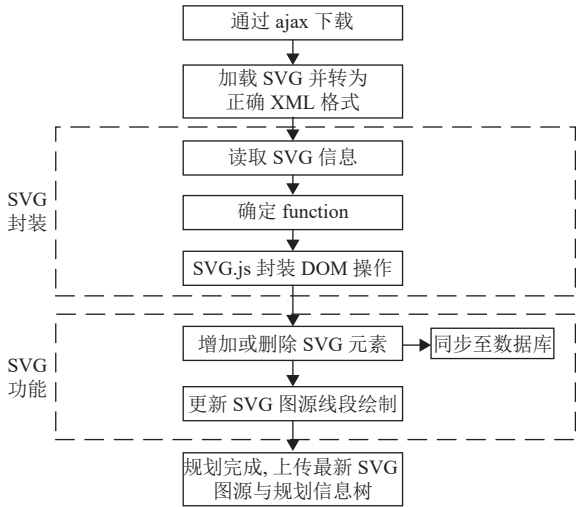 通过 ajax 下载
加载 SVG 并转为
正确 XML 格式
SVG
封装
读取 SVG 信息
确定 function
SVG.js 封装 DOM 操作
SVG
功能
增加或删除 SVG 元素
同步至数据库
更新 SVG 图源线段绘制
规划完成, 上传最新 SVG
图源与规划信息树